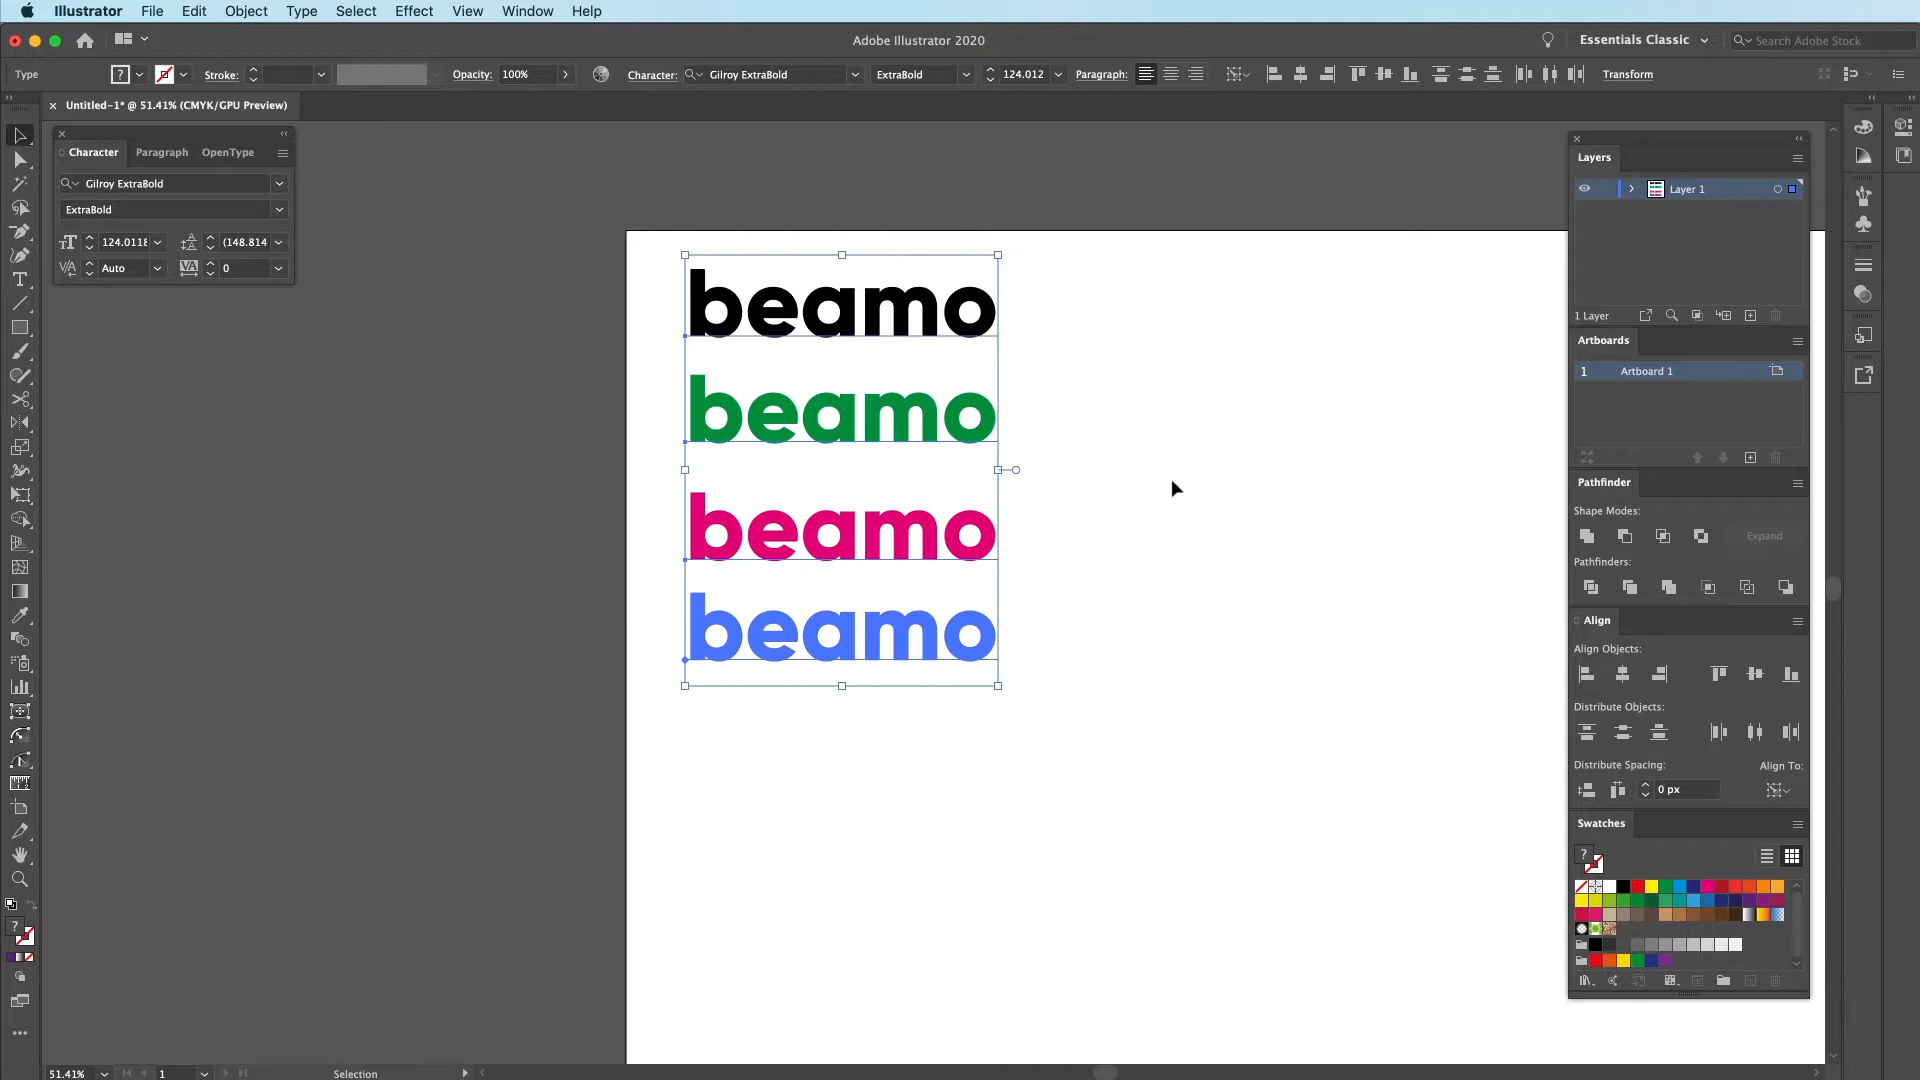 Illustrator File Edit Object Type Select Effect View Window Help
Adobe Illustrator 2020
Essentials Classic
Search Adobe Stock
Type
?
Stroke:
Opacity: 100%
Character: Gilroy ExtraBold
ExtraBold
124.012
Paragraph:
Transform
Untitled-1* @ 51.41% (CMYK/GPU Preview)
Character Paragraph OpenType
Gilroy ExtraBold
ExtraBold
124.0118 (148.814
Auto 0
beamo
beamo
beamo
beamo
Layers
Layer 1
1 Layer
Artboards
1 Artboard 1
Pathfinder
Shape Modes:
Expand
Pathfinders:
Align
Align Objects:
Distribute Objects:
Distribute Spacing: Align To:
0 px
Swatches
?
?
51.41% 1 Selection